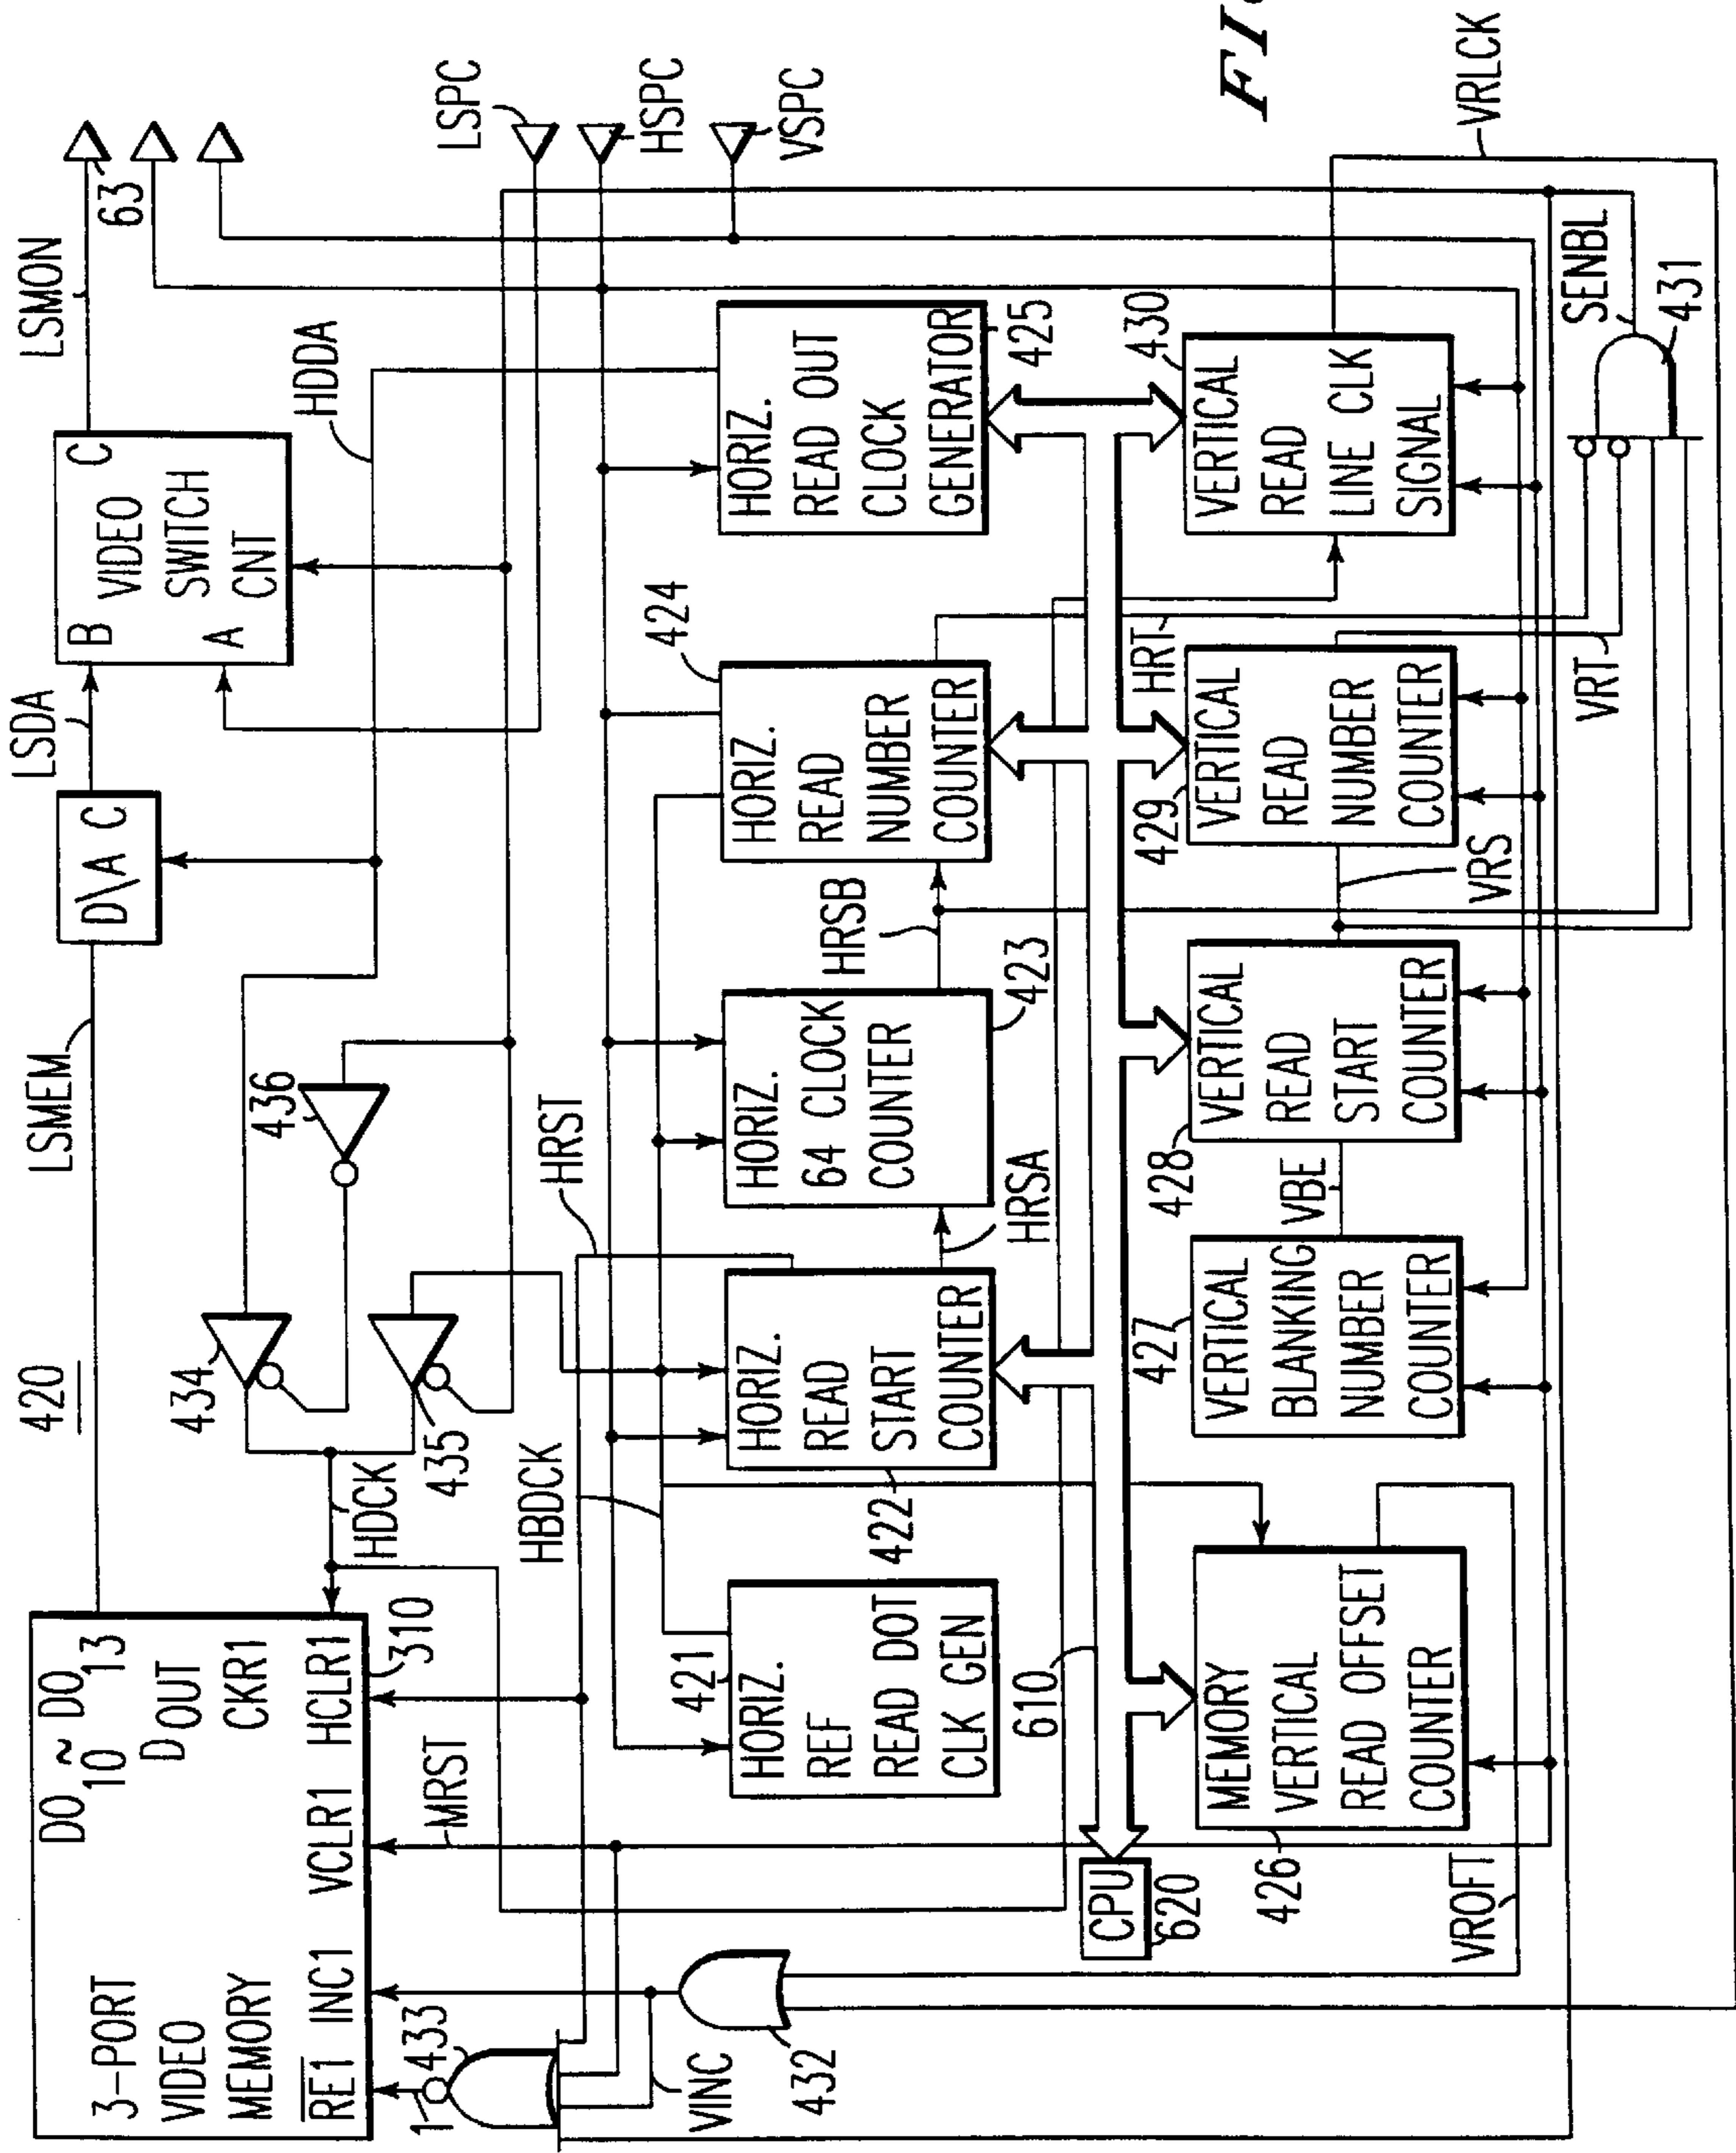 420
3-PORT
VIDEO
MEMORY
DO10 ~ DO13
DOUT
CKR1
RE1 INC1 VCLR1 HCLR1
310
LSMEM
D\A C
LSDA
B C
VIDEO
SWITCH
A CNT
LSMON
63
HDDA
LSPC
HSPC
VSPC
434
436
435
HDCK
HRST
HBDCK
MRST
1
433
VINC
432
421
HORIZ.
REF
READ DOT
CLK GEN
422
HORIZ.
READ
START
COUNTER
HRSA
HORIZ.
64 CLOCK
COUNTER
423
HRSB
424
HORIZ.
READ
NUMBER
COUNTER
HORIZ.
READ OUT
CLOCK
GENERATOR
425
610
CPU
620
MEMORY
VERTICAL
READ OFFSET
COUNTER
426
VROFT
427
VERTICAL
BLANKING
NUMBER
COUNTER
VBE
428
VERTICAL
READ
START
COUNTER
VRS
429
VERTICAL
READ
NUMBER
COUNTER
HRT
VRT
430
VERTICAL
READ
LINE CLK
SIGNAL
SENBL
431
VRLCK